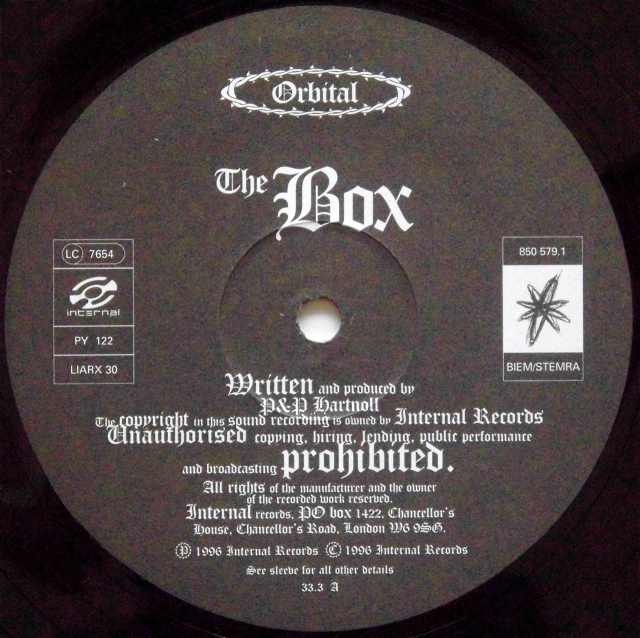 Orbital
The Box
LC 7654
internal
PY 122
LIARX 30
850 579.1
BIEM/STEMRA
Written and produced by
P&P Hartnoll
The copyright in this sound recording is owned by Internal Records
Unauthorised copying, hiring, lending, public performance
and broadcasting prohibited.
All rights of the manufacturer and the owner
of the recorded work reserved.
Internal records, PO box 1422, Chancellor's
House, Chancellor's Road, London W6 9SG.
Ⓟ 1996 Internal Records © 1996 Internal Records
See sleeve for all other details
33.3 A